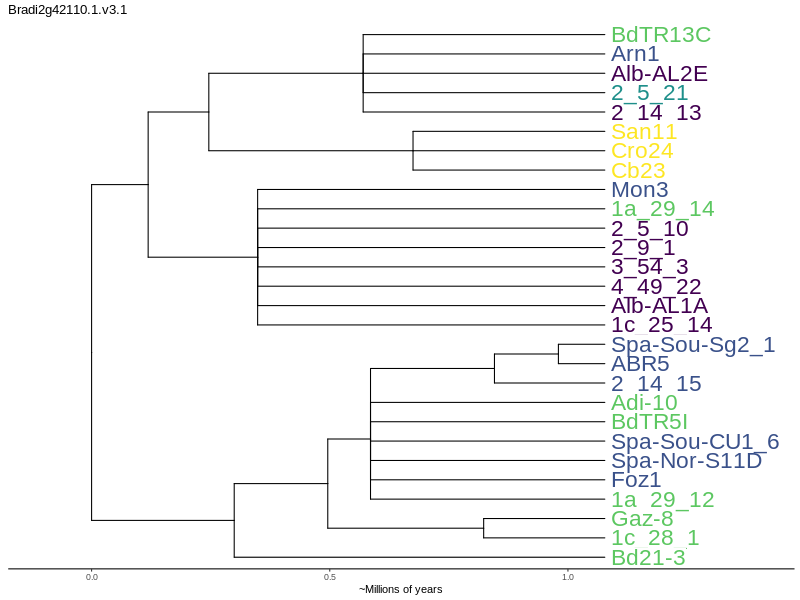 Bradi2g42110.1.v3.1
BdTR13C
Arn1
Alb-AL2E
2_5_21
2_14_13
San11
Cro24
Cb23
Mon3
1a_29_14
2_5_10
2_9_1
3_54_3
4_49_22
Alb-AL1A
1c_25_14
Spa-Sou-Sg2_1
ABR5
2_14_15
Adi-10
BdTR5I
Spa-Sou-CU1_6
Spa-Nor-S11D
Foz1
1a_29_12
Gaz-8
1c_28_1
Bd21-3
0.0 0.5 1.0
~Millions of years